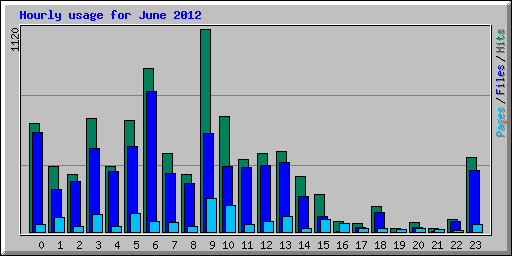 Hourly usage for June 2012
1120
Pages/Files/Hits
0 1 2 3 4 5 6 7 8 9 10 11 12 13 14 15 16 17 18 19 20 21 22 23